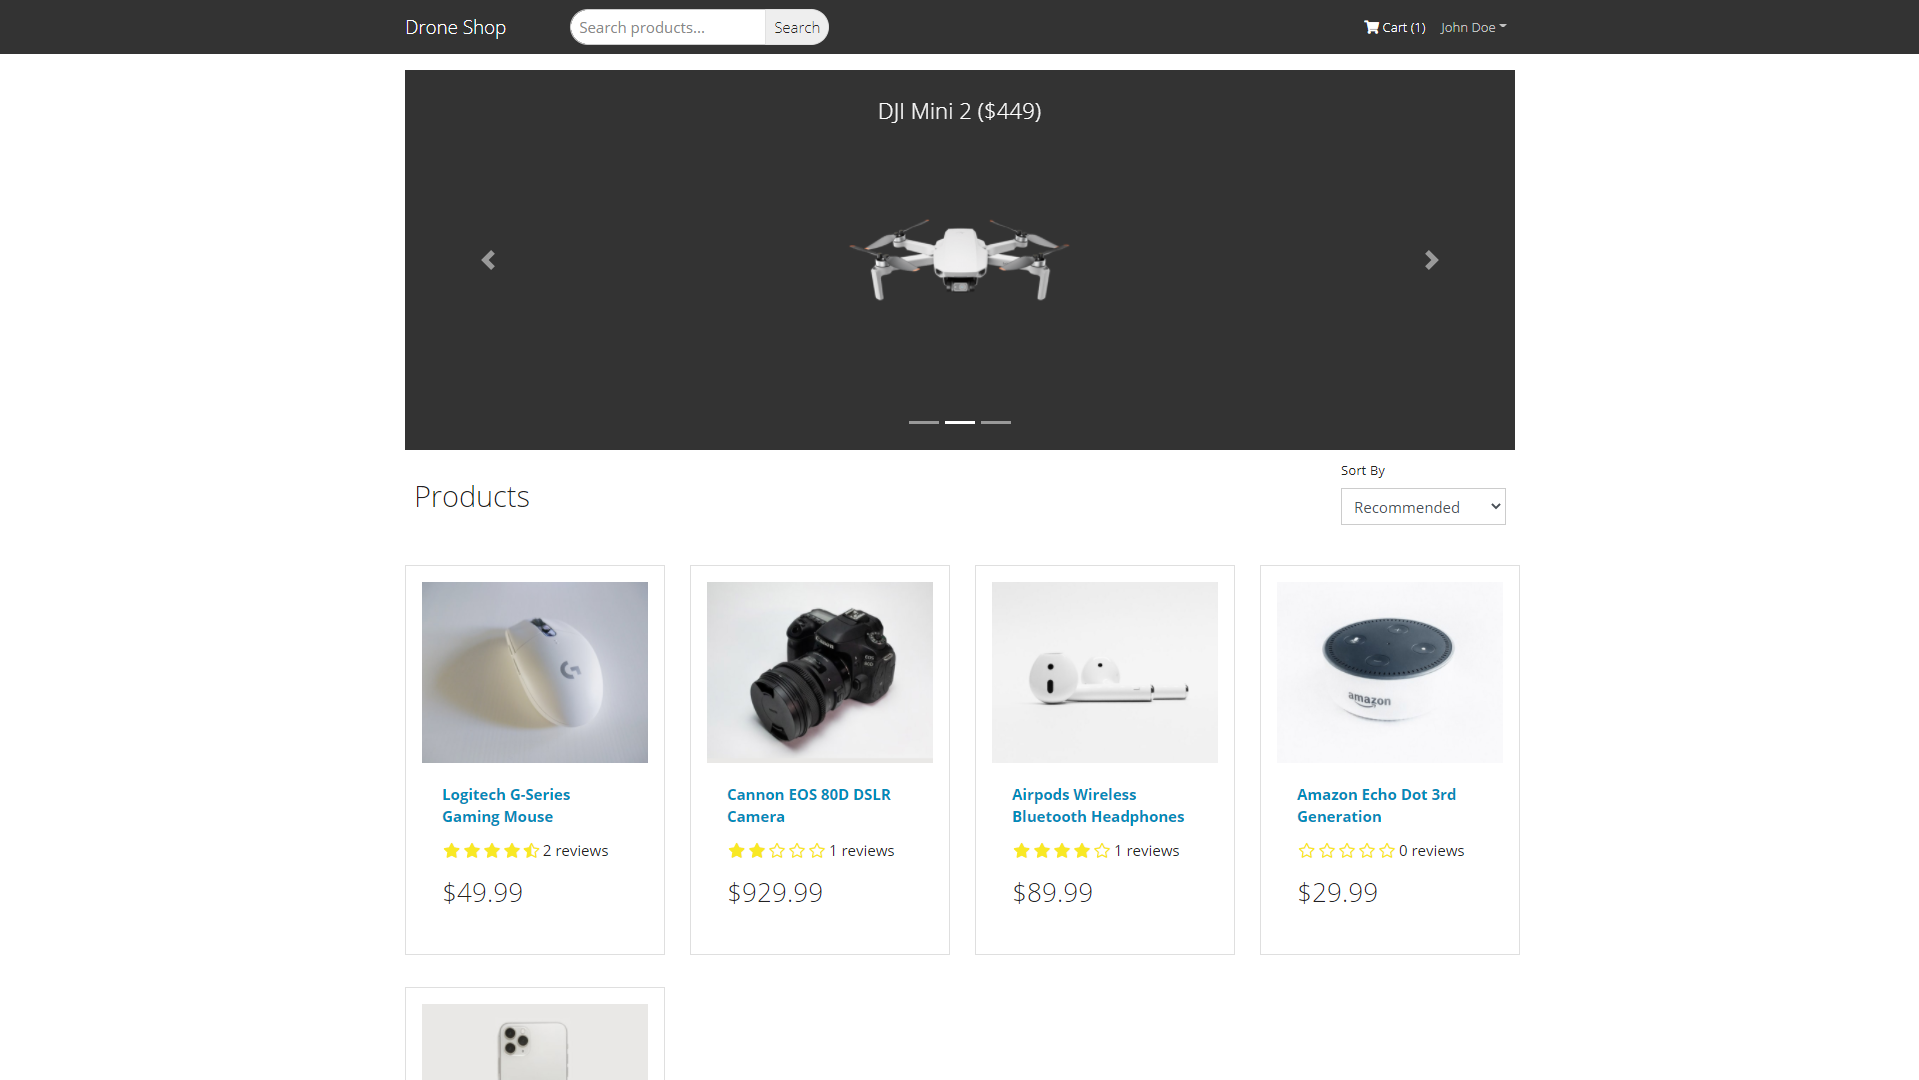 Drone Shop
Search products...
Search
Cart (1)
John Doe
DJI Mini 2 ($449)
Products
Sort By
Recommended
amazon
Logitech G-Series
Gaming Mouse
2 reviews
$49.99
Cannon EOS 80D DSLR
Camera
1 reviews
$929.99
Airpods Wireless
Bluetooth Headphones
1 reviews
$89.99
Amazon Echo Dot 3rd
Generation
0 reviews
$29.99